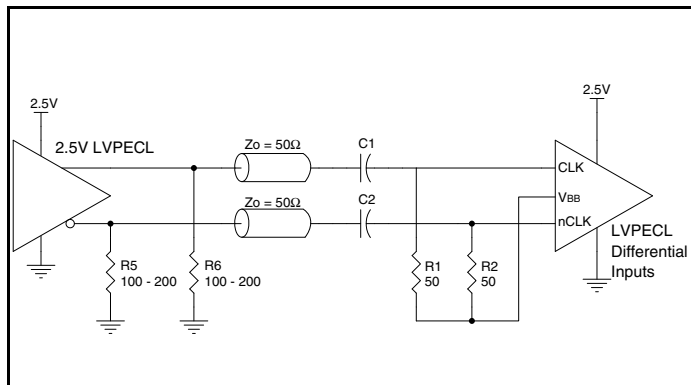 2.5V
2.5V
2.5V LVPECL
Zo = 50Ω
C1
CLK
VBB
Zo = 50Ω
C2
nCLK
LVPECL
Differential
Inputs
R5
100 - 200
R6
100 - 200
R1
50
R2
50